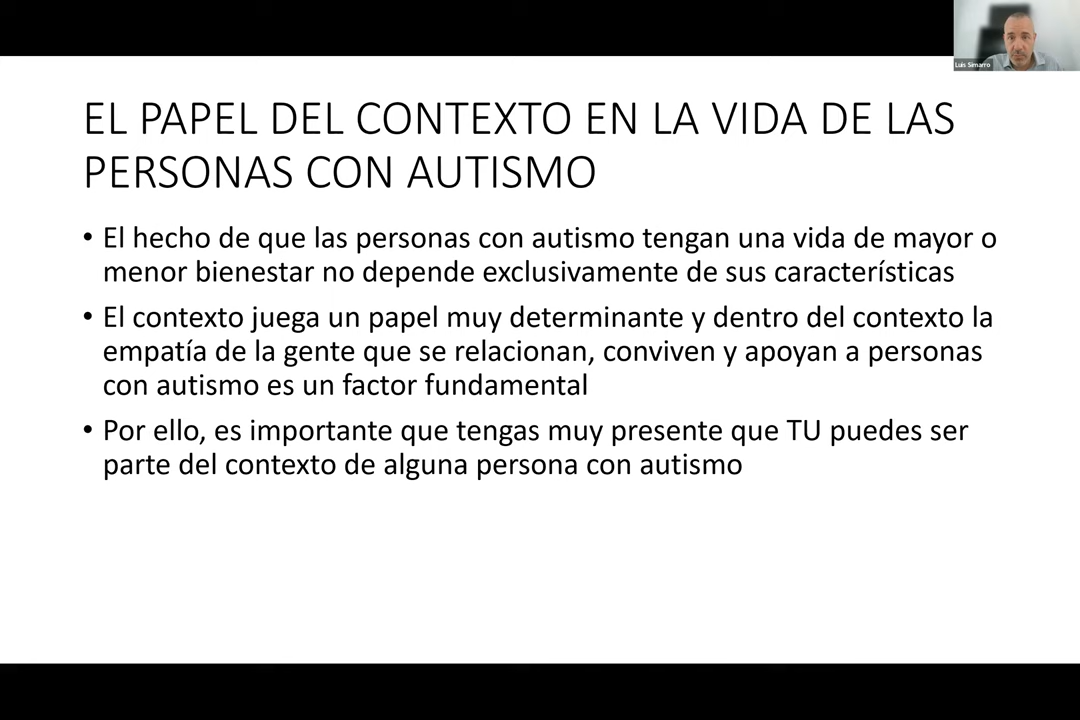 Luis Simarro
EL PAPEL DEL CONTEXTO EN LA VIDA DE LAS
PERSONAS CON AUTISMO
• El hecho de que las personas con autismo tengan una vida de mayor o
menor bienestar no depende exclusivamente de sus características
• El contexto juega un papel muy determinante y dentro del contexto la
empatía de la gente que se relacionan, conviven y apoyan a personas
con autismo es un factor fundamental
• Por ello, es importante que tengas muy presente que TU puedes ser
parte del contexto de alguna persona con autismo